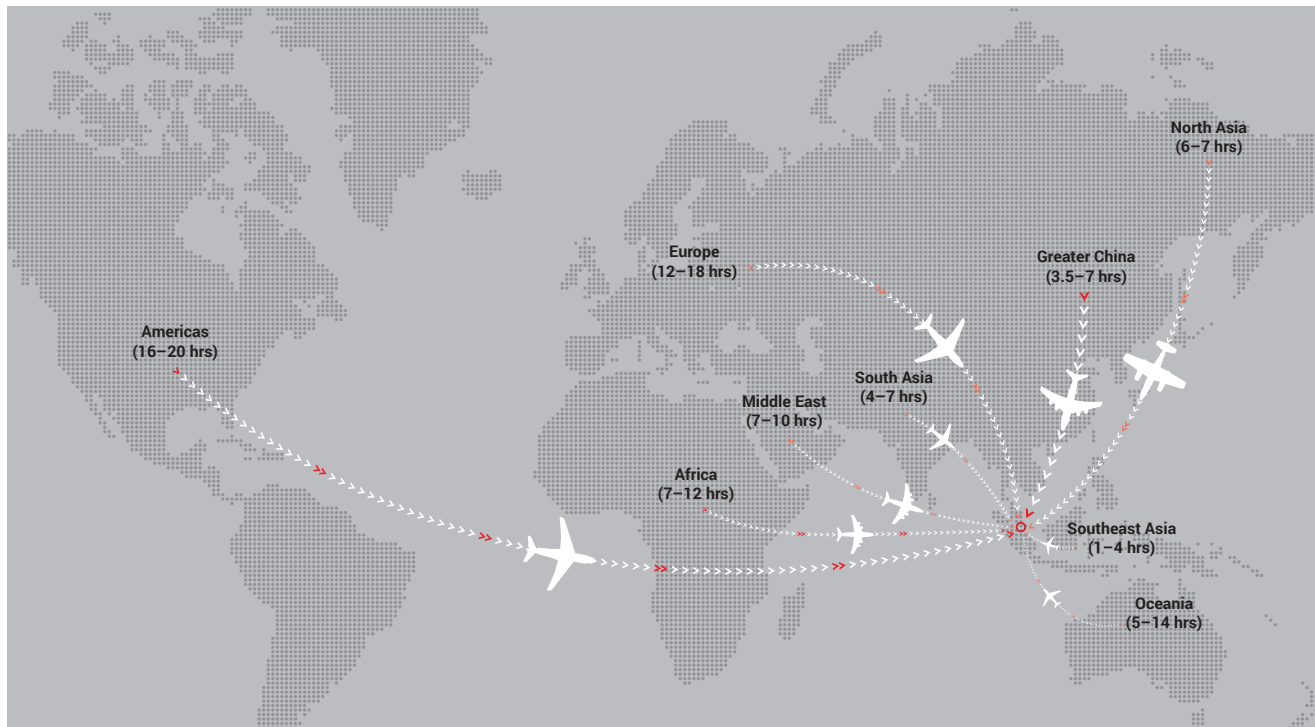 North Asia
(6–7 hrs)
Europe
(12–18 hrs)
Greater China
(3.5–7 hrs)
Americas
(16–20 hrs)
South Asia
(4–7 hrs)
Middle East
(7–10 hrs)
Africa
(7–12 hrs)
Southeast Asia
(1–4 hrs)
Oceania
(5–14 hrs)